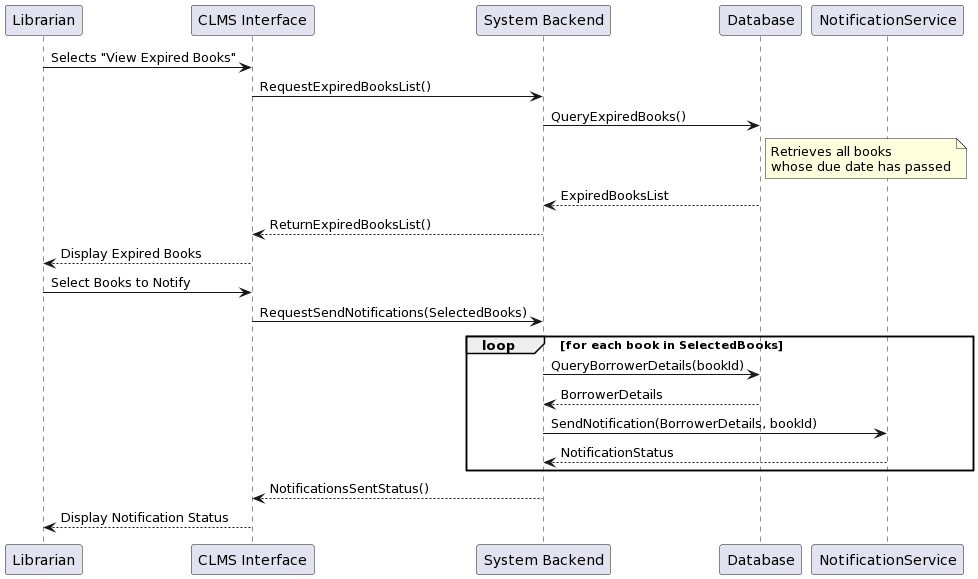 Librarian
CLMS Interface
System Backend
Database
NotificationService
Selects "View Expired Books"
RequestExpiredBooksList()
QueryExpiredBooks()
Retrieves all books
whose due date has passed
ExpiredBooksList
ReturnExpiredBooksList()
Display Expired Books
Select Books to Notify
RequestSendNotifications(SelectedBooks)
loop
[for each book in SelectedBooks]
QueryBorrowerDetails(bookId)
BorrowerDetails
SendNotification(BorrowerDetails, bookId)
NotificationStatus
NotificationsSentStatus()
Display Notification Status
Librarian
CLMS Interface
System Backend
Database
NotificationService